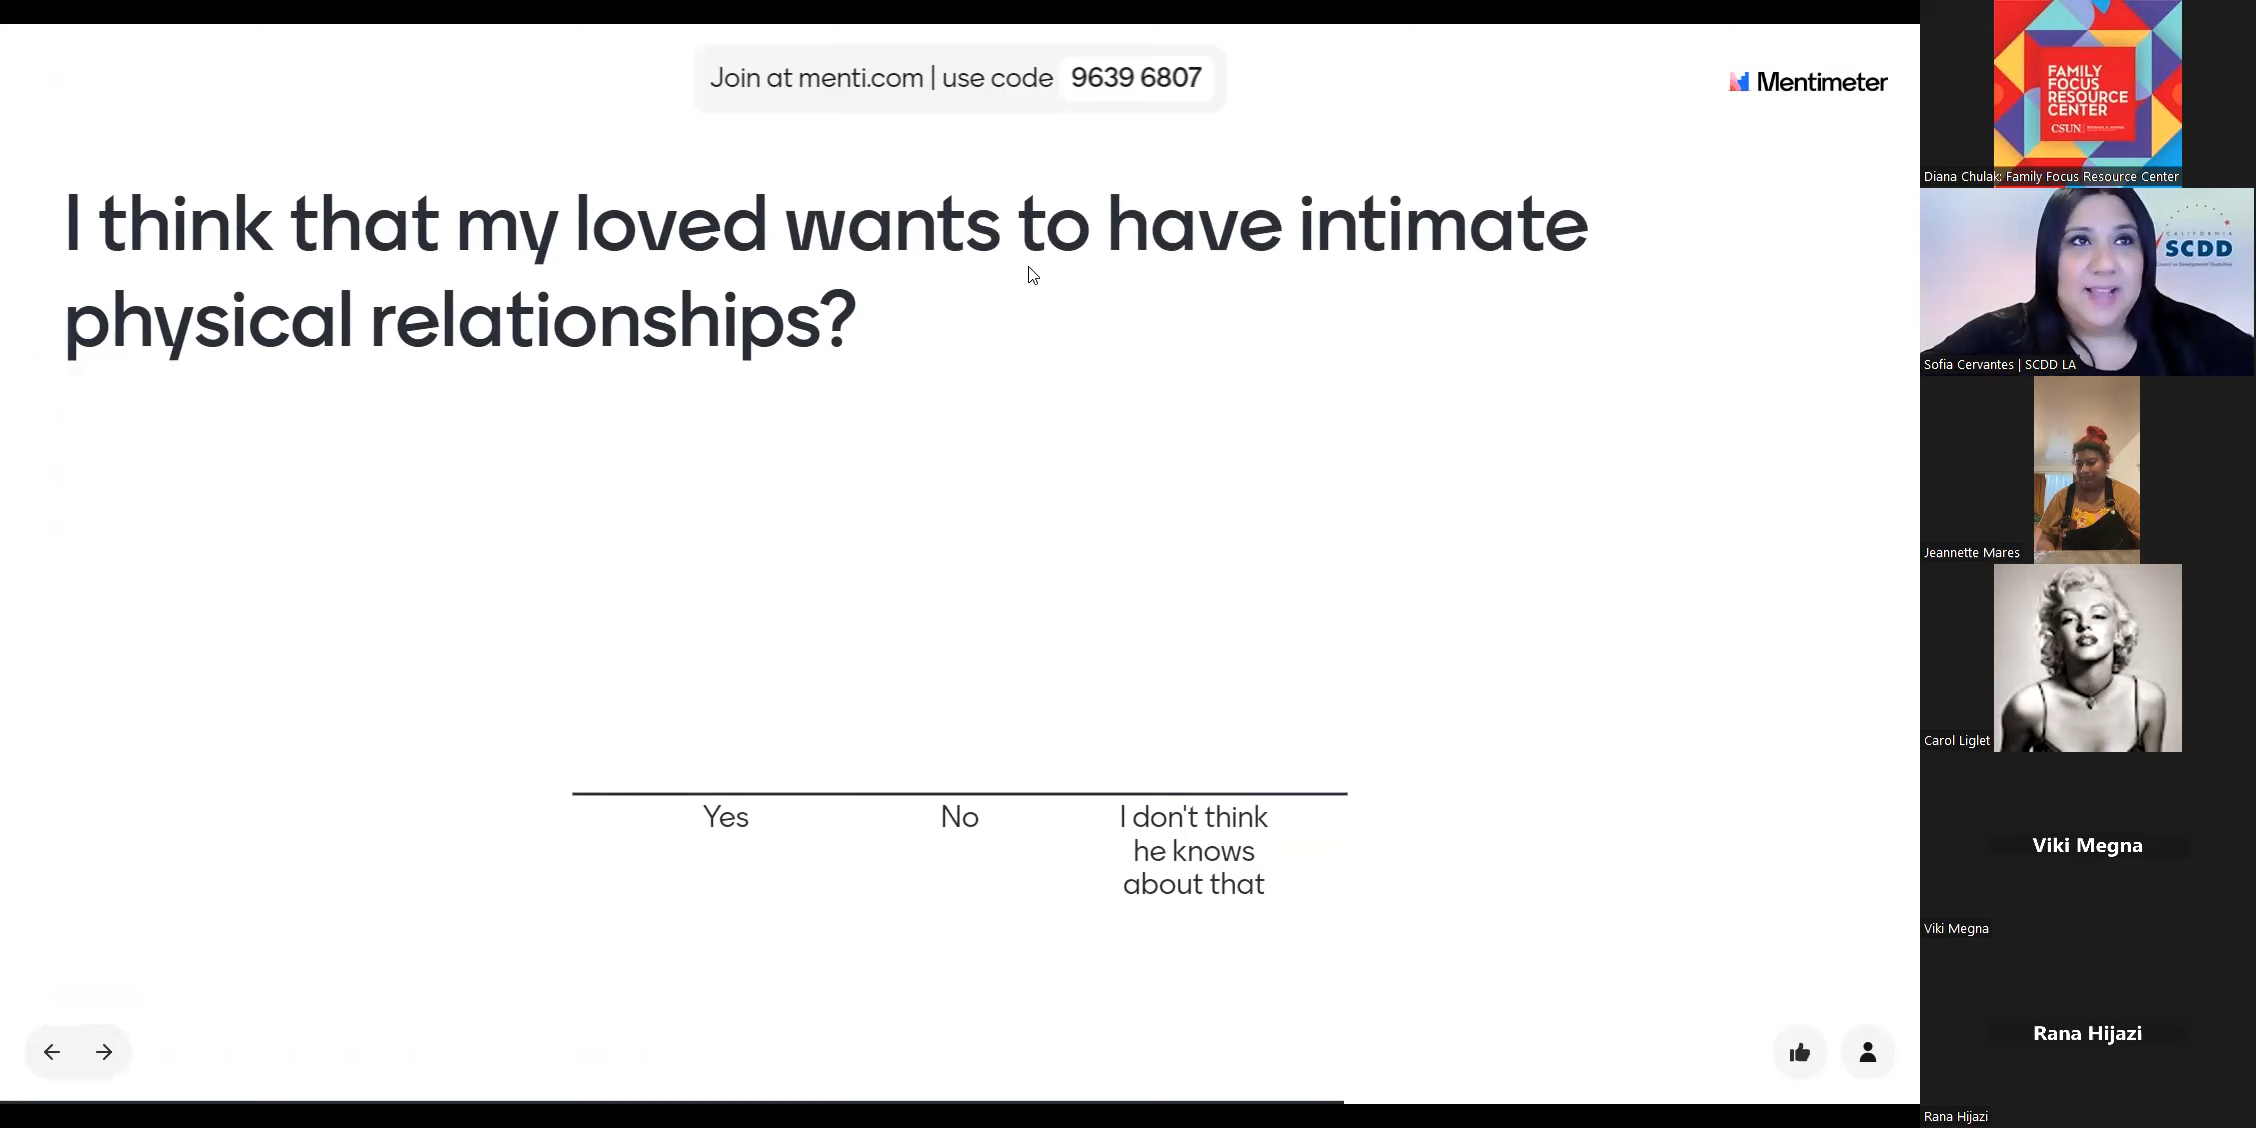 Join at menti.com | use code 9639 6807
Mentimeter
I think that my loved wants to have intimate
physical relationships?
Yes
No
I don't think
he knows
about that
FAMILY
FOCUS
RESOURCE
CENTER
CSUN
Diana Chulak: Family Focus Resource Center
CALIFORNIA
SCDD
Sofia Cervantes | SCDD LA
Jeannette Mares
Carol Liglet
Viki Megna
Viki Megna
Rana Hijazi
Rana Hijazi